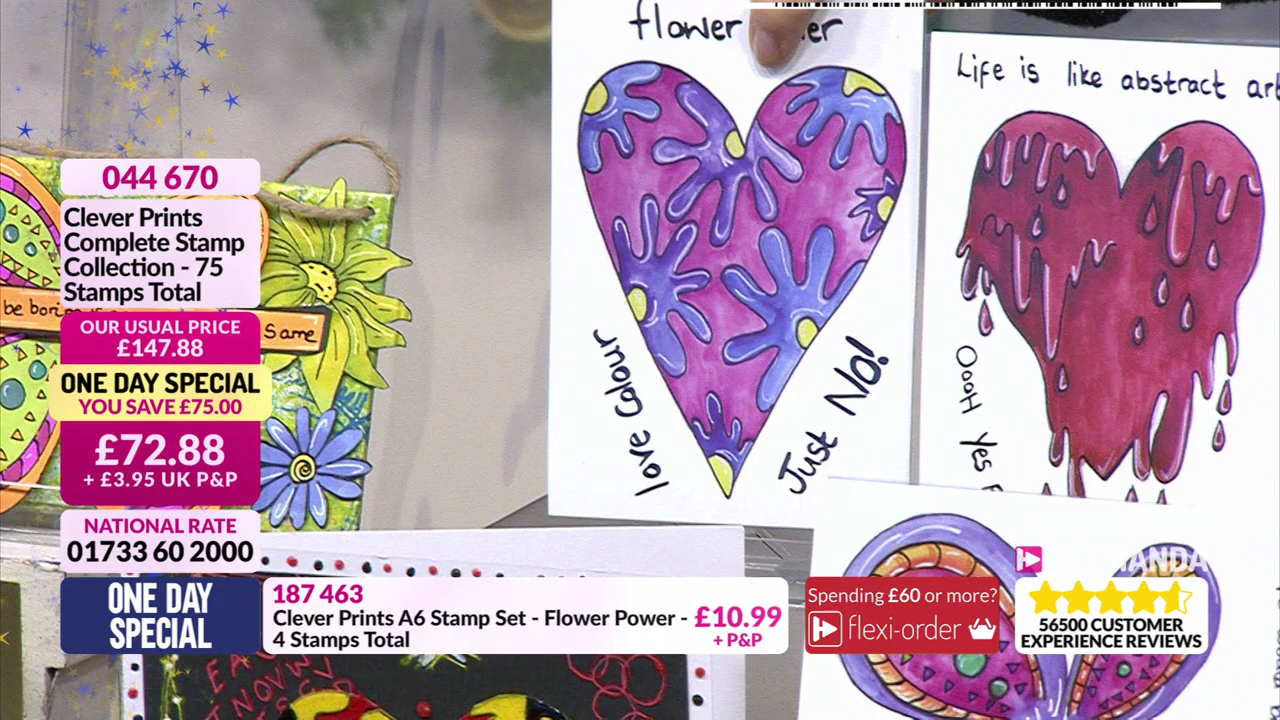 flower
Life is like abstract art
044 670
Clever Prints
Complete Stamp
Collection - 75
Stamps Total
be
Same
OUR USUAL PRICE
£147.88
ONE DAY SPECIAL
YOU SAVE £75.00
£72.88
+ £3.95 UK P&P
love Colour
Just No!
OooH Yes
NATIONAL RATE
01733 60 2000
ONE DAY
SPECIAL
187 463
Clever Prints A6 Stamp Set - Flower Power -
4 Stamps Total
£10.99
+ P&P
Spending £60 or more?
flexi-order
56500 CUSTOMER
EXPERIENCE REVIEWS